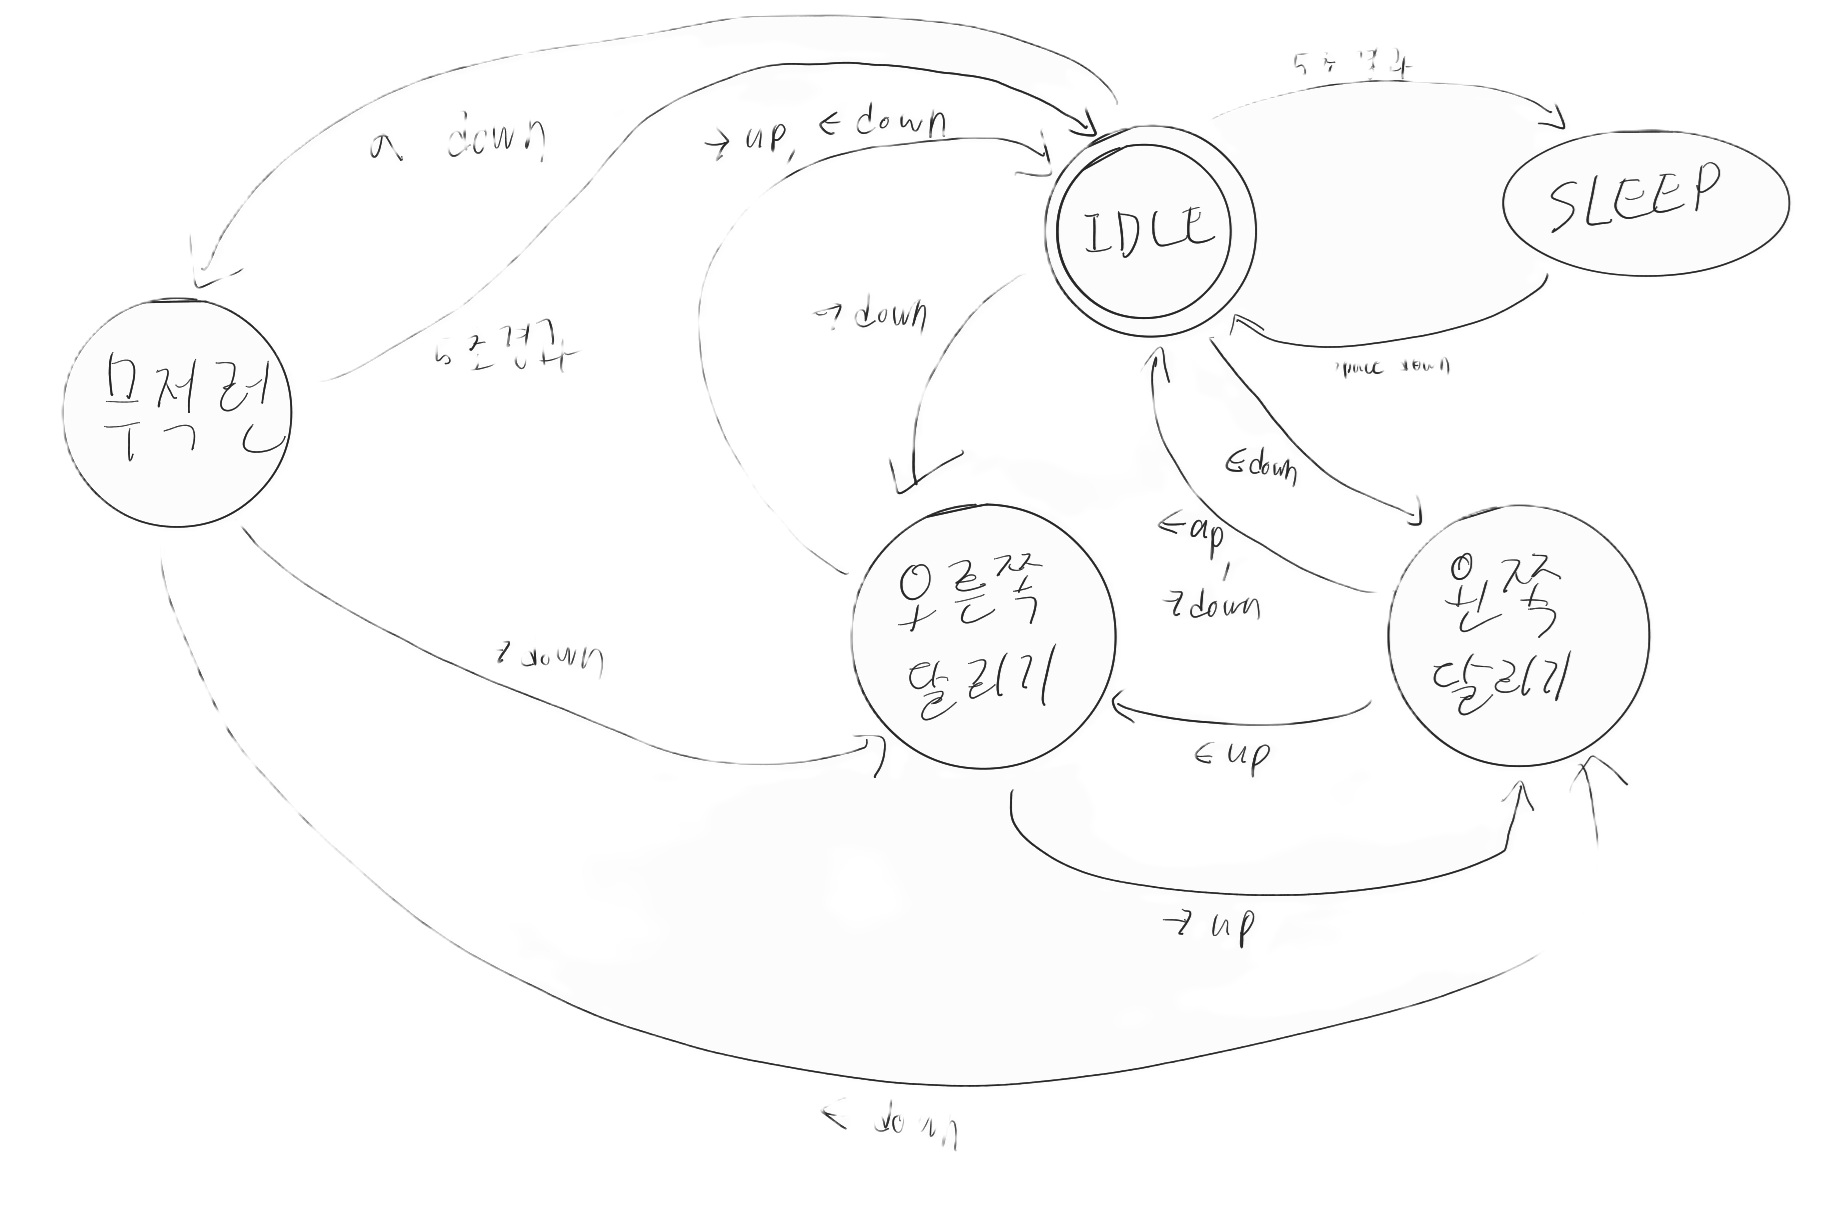 5초 경과
a down
→ up, ← down
SLEEP
IDLE
→ down
5초 경과
무적런
space down
← down
← up,
→ down
오른쪽
달리기
왼쪽
달리기
→ down
← up
→ up
← down